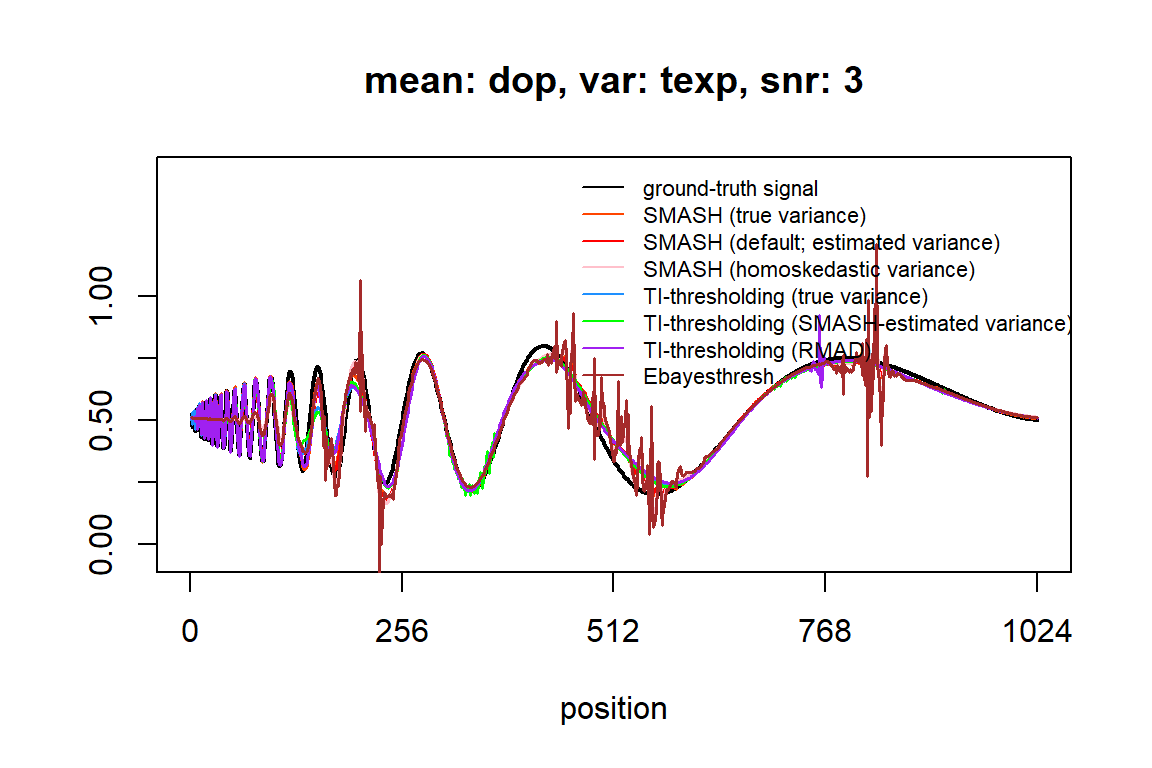 mean: dop, var: texp, snr: 3
ground-truth signal
SMASH (true variance)
SMASH (default; estimated variance)
SMASH (homoskedastic variance)
TI-thresholding (true variance)
TI-thresholding (SMASH-estimated variance)
TI-thresholding (RMAD)
Ebayesthresh
1.00
0.50
0.00
0 256 512 768 1024
position